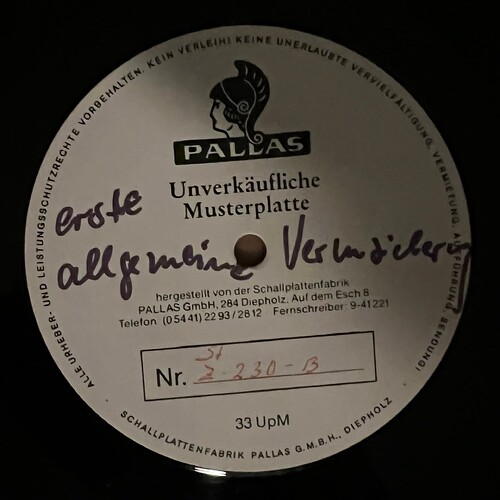 ALLE URHEBER- UND LEISTUNGSSCHUTZRECHTE VORBEHALTEN. KEIN VERLEIH! KEINE UNERLAUBTE VERVIELFÄLTIGUNG, VERMIETUNG, AUFFÜHRUNG, SENDUNG!
PALLAS
Unverkäufliche
Musterplatte
erste
allgemeine Verunsicherung
hergestellt von der Schallplattenfabrik
PALLAS GmbH, 284 Diepholz, Auf dem Esch 8
Telefon (05441) 2293/2812 Fernschreiber: 9-41221
Nr. St
Z-230-B
33 UpM
SCHALLPLATTENFABRIK PALLAS G.M.B.H., DIEPHOLZ